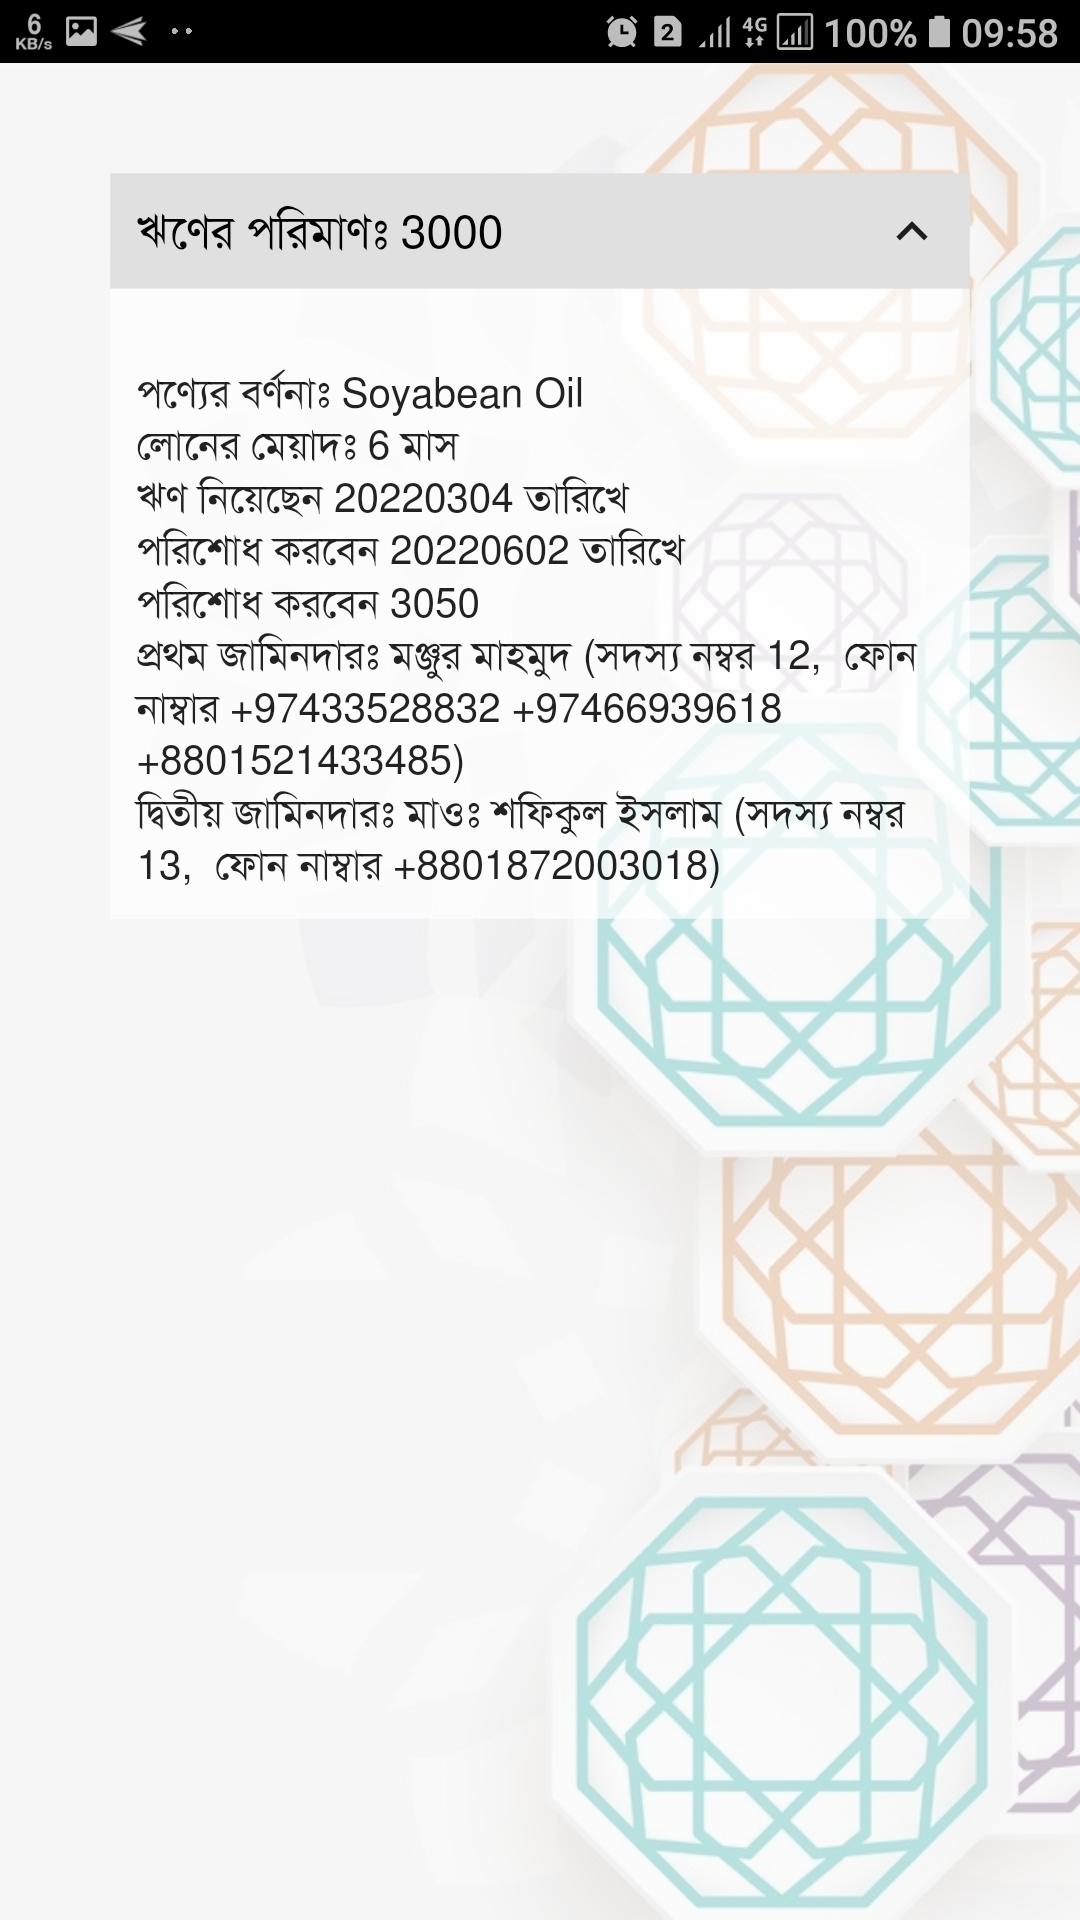 6
KB/s
2
4G
100%
09:58
ঋণের পরিমাণঃ 3000
পণ্যের বর্ণনাঃ Soyabean Oil
লোনের মেয়াদঃ 6 মাস
ঋণ নিয়েছেন 20220304 তারিখে
পরিশোধ করবেন 20220602 তারিখে
পরিশোধ করবেন 3050
প্রথম জামিনদারঃ মঞ্জুর মাহমুদ (সদস্য নম্বর 12,  ফোন
নাম্বার +97433528832 +97466939618
+8801521433485)
দ্বিতীয় জামিনদারঃ মাওঃ শফিকুল ইসলাম (সদস্য নম্বর
13,  ফোন নাম্বার +8801872003018)